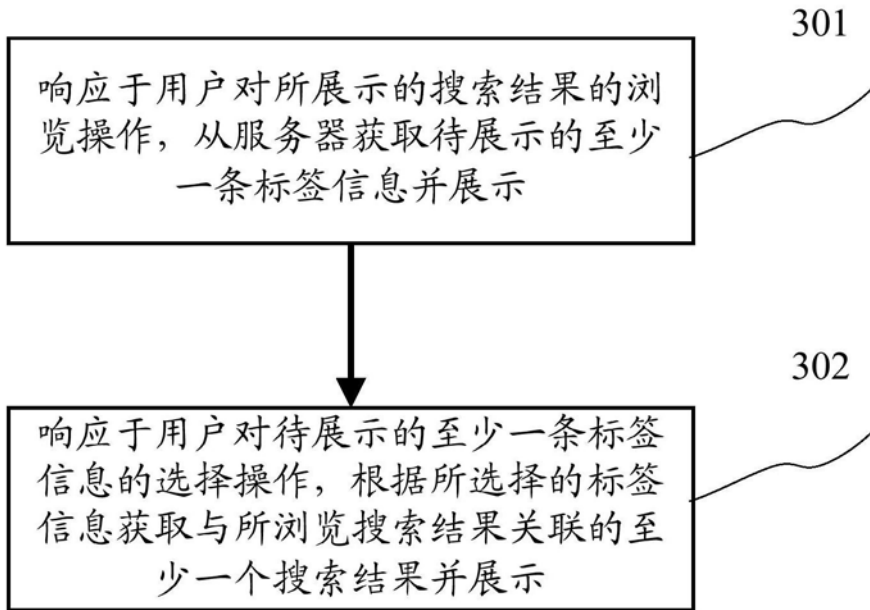 301
响应于用户对所展示的搜索结果的浏
览操作，从服务器获取待展示的至少
一条标签信息并展示
302
响应于用户对待展示的至少一条标签
信息的选择操作，根据所选择的标签
信息获取与所浏览搜索结果关联的至
少一个搜索结果并展示